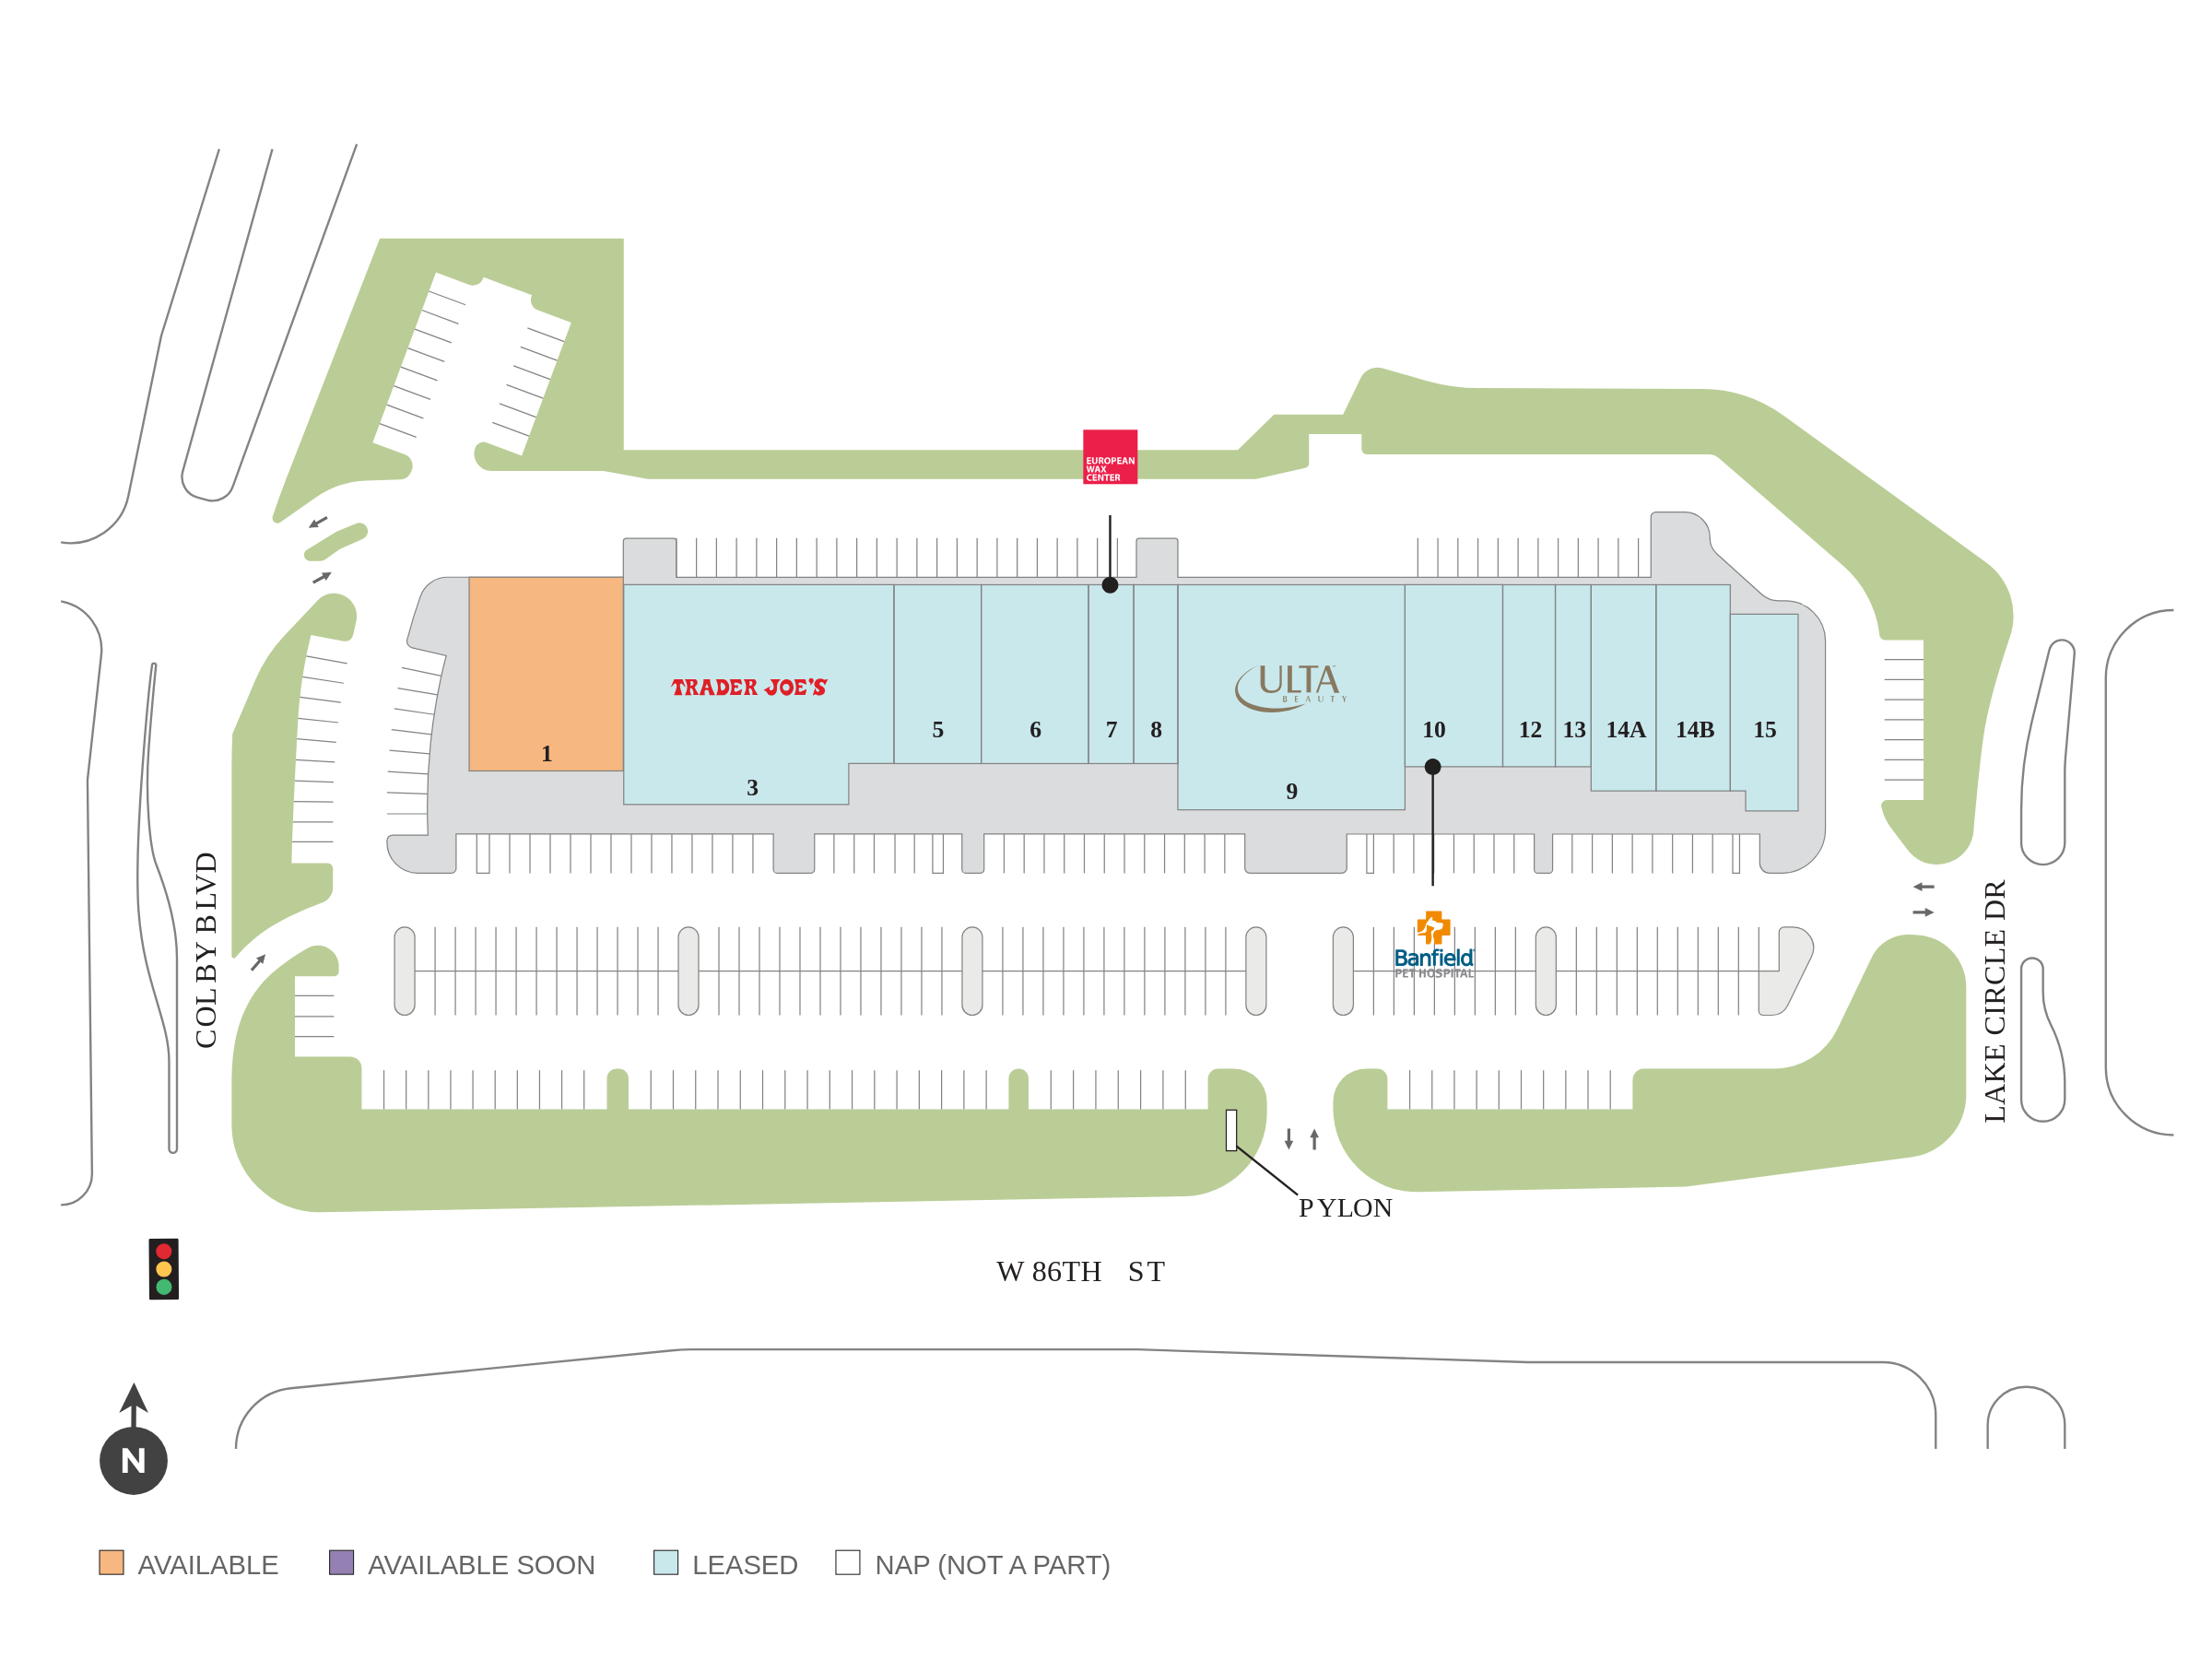 EUROPEAN
WAX
CENTER
TRADER JOE'S
ULTA
BEAUTY
1
3
5
6
7
8
9
10
12
13
14A
14B
15
Banfield
PET HOSPITAL
COLBY BLVD
LAKE CIRCLE DR
PYLON
W 86TH ST
N
AVAILABLE
AVAILABLE SOON
LEASED
NAP (NOT A PART)